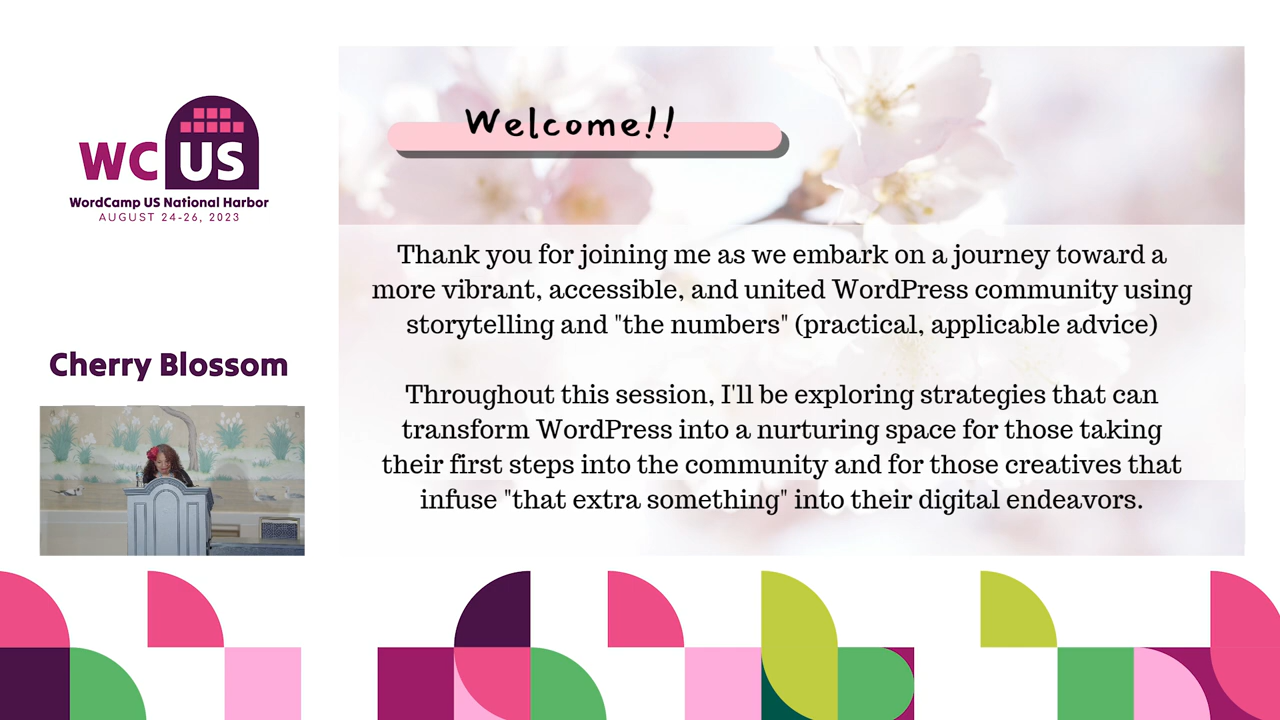 WC US
WordCamp US National Harbor
AUGUST 24-26, 2023
Cherry Blossom
Welcome!!
Thank you for joining me as we embark on a journey toward a
more vibrant, accessible, and united WordPress community using
storytelling and "the numbers" (practical, applicable advice)
Throughout this session, I'll be exploring strategies that can
transform WordPress into a nurturing space for those taking
their first steps into the community and for those creatives that
infuse "that extra something" into their digital endeavors.